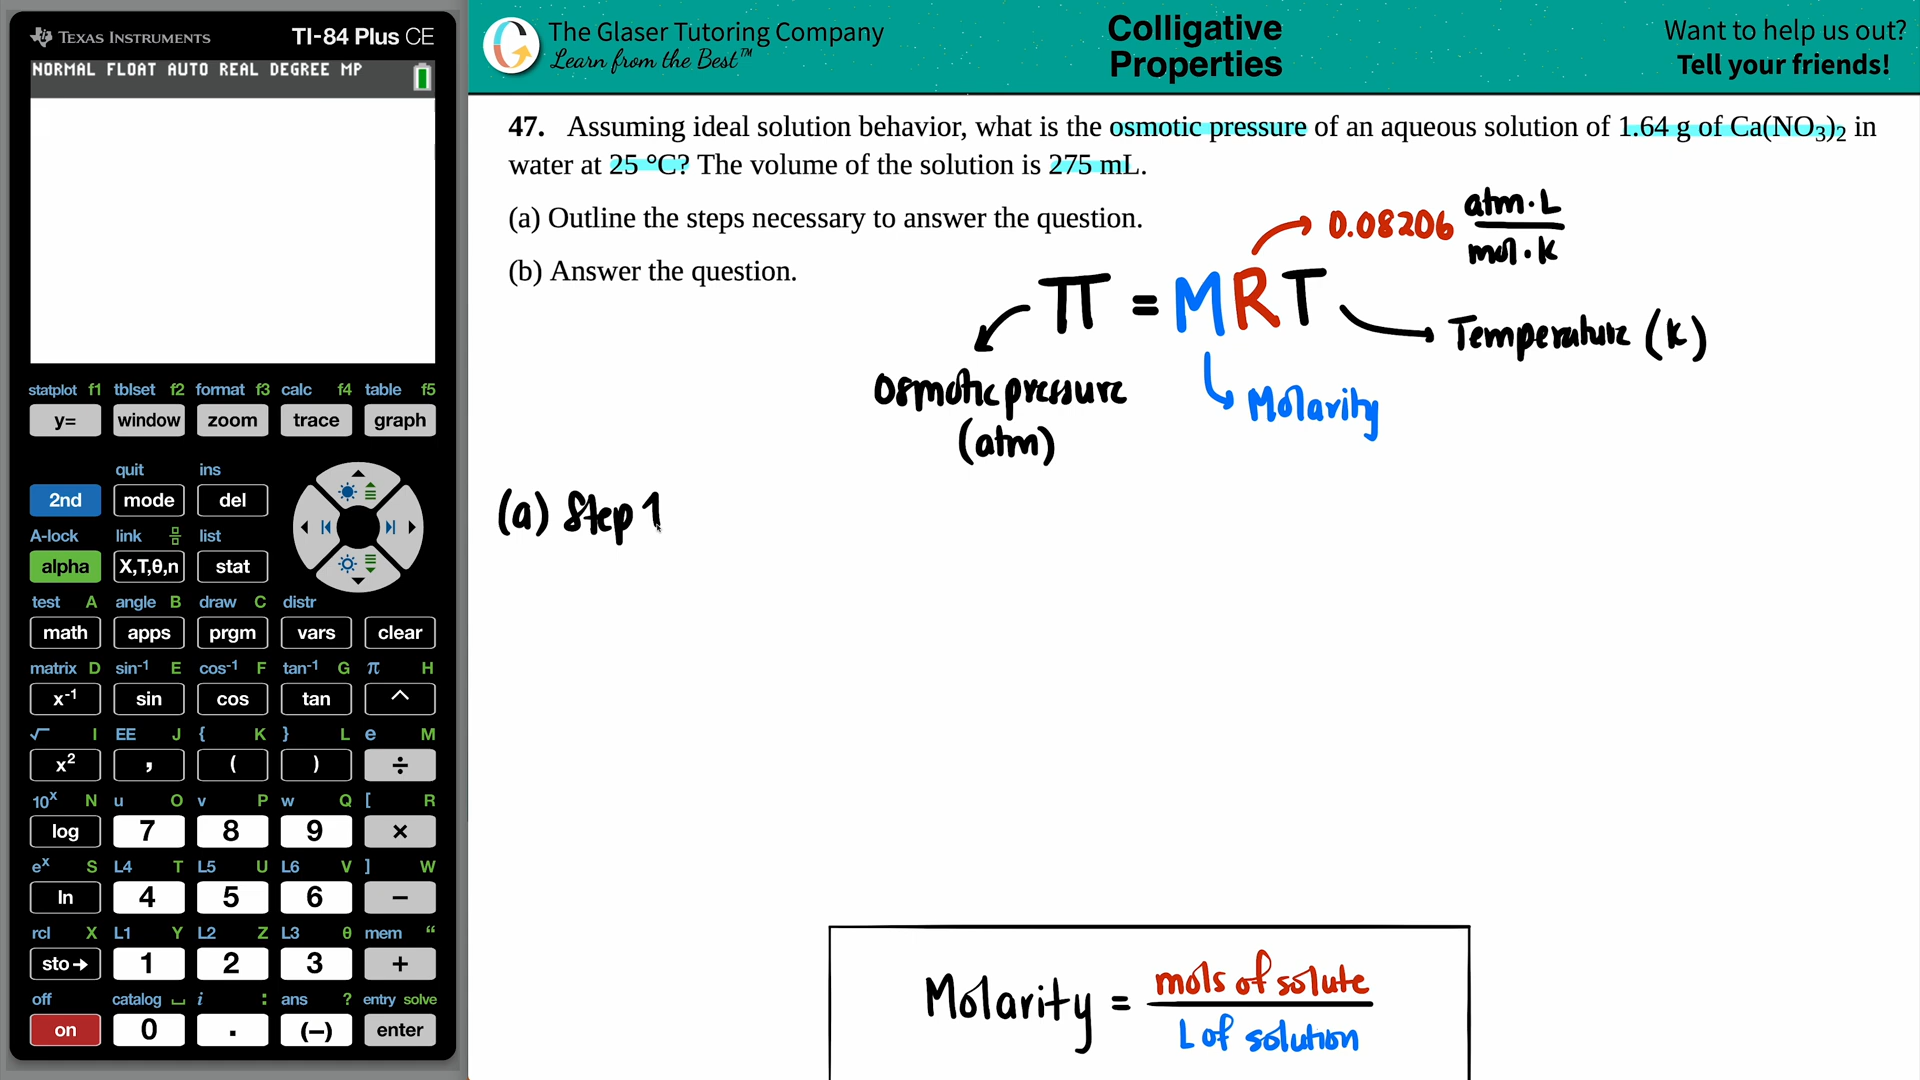 TEXAS INSTRUMENTS TI-84 Plus CE
NORMAL FLOAT AUTO REAL DEGREE MP
statplot f1 tblset f2 format f3 calc f4 table f5
y= window zoom trace graph
quit ins
2nd mode del
A-lock link list
alpha X,T,θ,n stat
test A angle B draw C distr
math apps prgm vars clear
matrix D sin⁻¹ E cos⁻¹ F tan⁻¹ G π H
x⁻¹ sin cos tan ^
√ I EE J { K } L e M
x² , ( ) ÷
10ˣ N u O v P w Q [ R
log 7 8 9 ×
eˣ S L4 T L5 U L6 V ] W
ln 4 5 6 −
rcl X L1 Y L2 Z L3 θ mem “
sto→ 1 2 3 +
off catalog ⎵ i : ans ? entry solve
on 0 . (−) enter
The Glaser Tutoring Company
Learn from the Best™
Colligative
Properties
Want to help us out?
Tell your friends!
47. Assuming ideal solution behavior, what is the osmotic pressure of an aqueous solution of 1.64 g of Ca(NO₃)₂ in
water at 25 °C? The volume of the solution is 275 mL.
(a) Outline the steps necessary to answer the question.
(b) Answer the question.
0.08206 atm·L
mol·K
π = MRT
Temperature (K)
Osmotic pressure
(atm)
Molarity
(a) Step 1
Molarity = mols of solute
L of solution